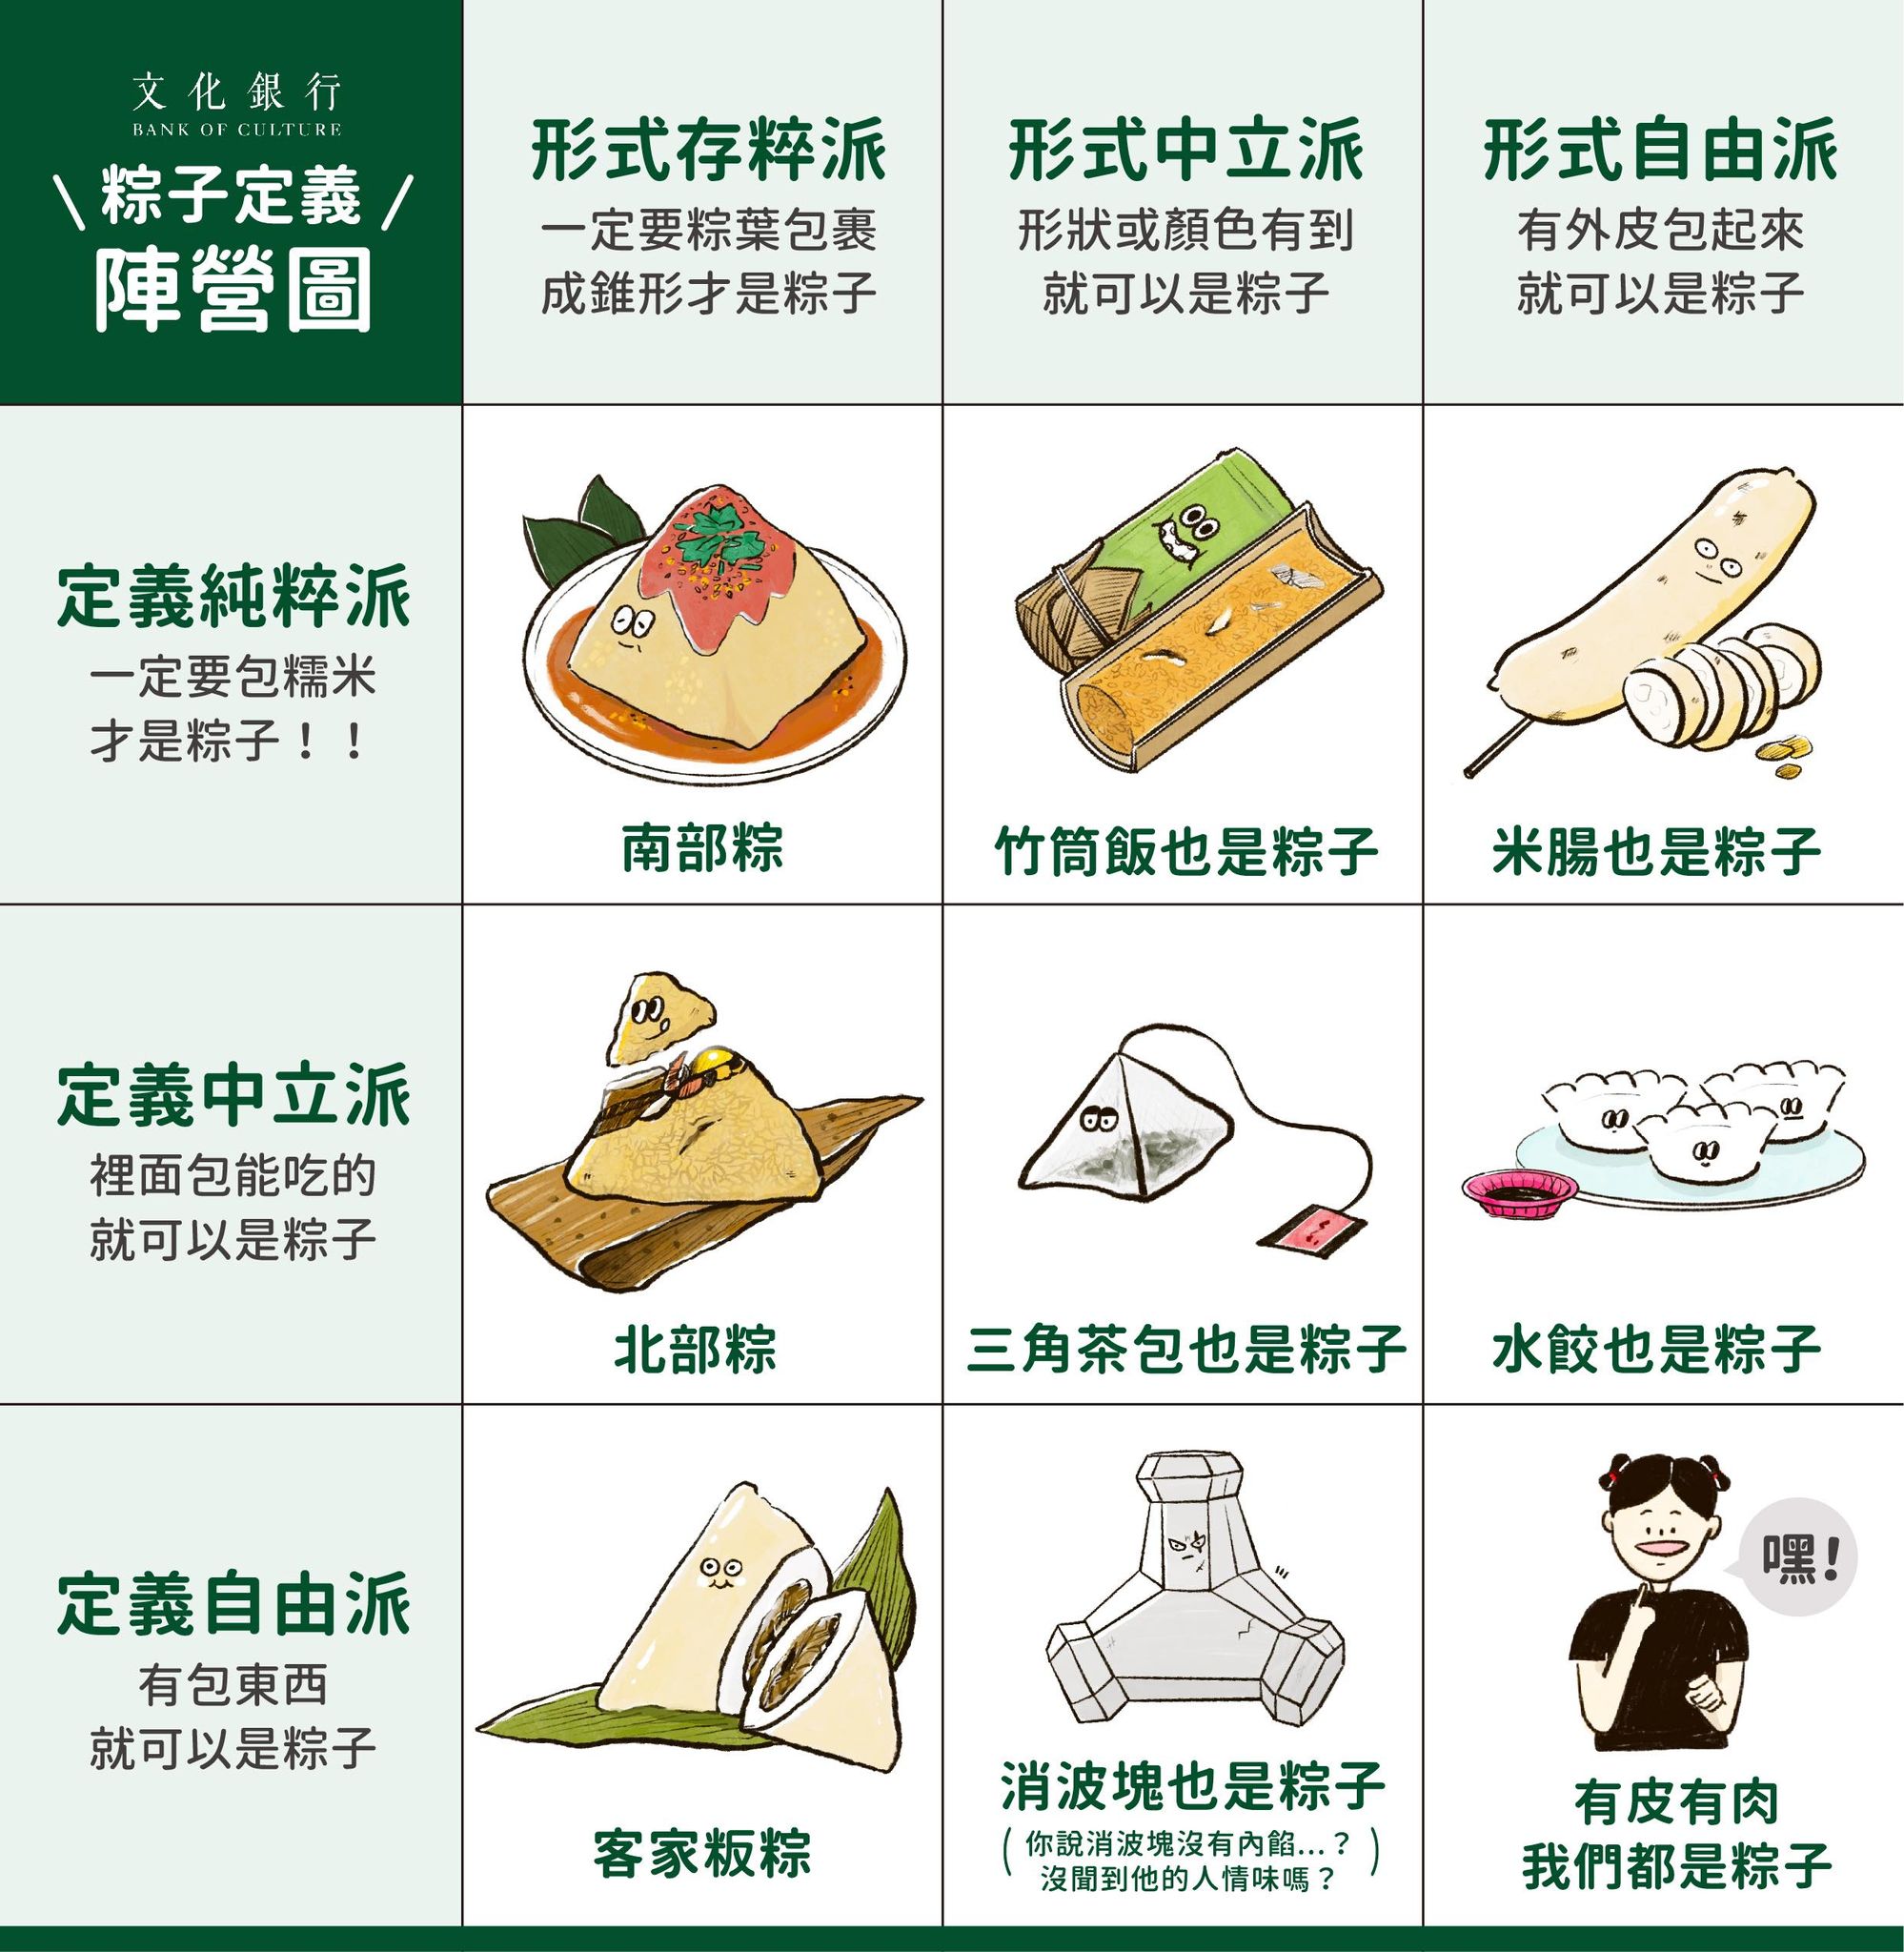 文化銀行
BANK OF CULTURE
\ 粽子定義 /
陣營圖
形式存粹派
一定要粽葉包裹
成錐形才是粽子
形式中立派
形狀或顏色有到
就可以是粽子
形式自由派
有外皮包起來
就可以是粽子
定義純粹派
一定要包糯米
才是粽子！！
南部粽
竹筒飯也是粽子
米腸也是粽子
定義中立派
裡面包能吃的
就可以是粽子
北部粽
三角茶包也是粽子
水餃也是粽子
定義自由派
有包東西
就可以是粽子
客家粄粽
消波塊也是粽子
（你說消波塊沒有內餡...？
沒聞到他的人情味嗎？）
嘿！
有皮有肉
我們都是粽子